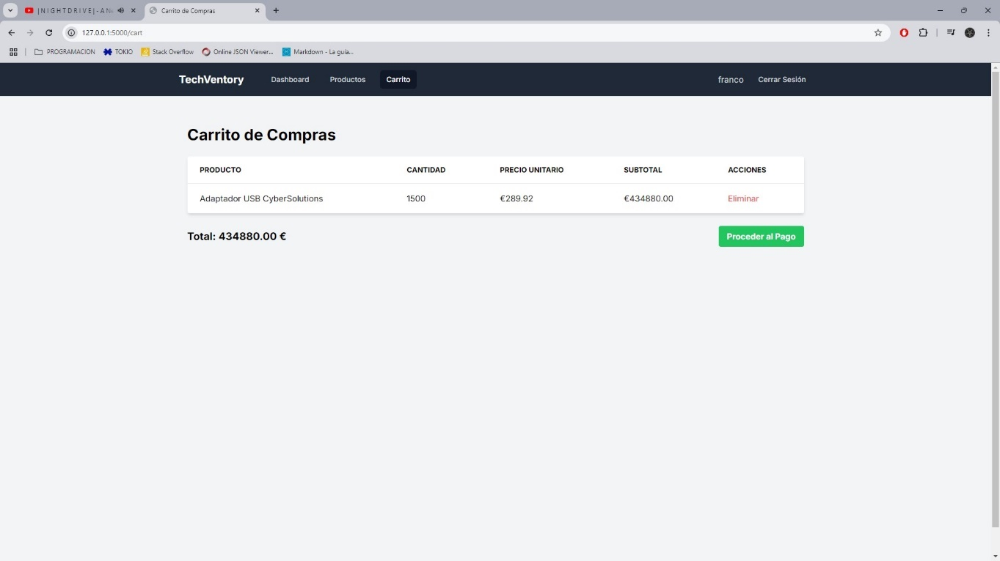 |N I G H T D R I V E| - A N
Carrito de Compras
127.0.0.1:5000/cart
PROGRAMACION TOKIO Stack Overflow Online JSON Viewer... Markdown - La guía...
TechVentory Dashboard Productos Carrito franco Cerrar Sesión
Carrito de Compras
PRODUCTO CANTIDAD PRECIO UNITARIO SUBTOTAL ACCIONES
Adaptador USB CyberSolutions 1500 €289.92 €434880.00 Eliminar
Total: 434880.00 € Proceder al Pago